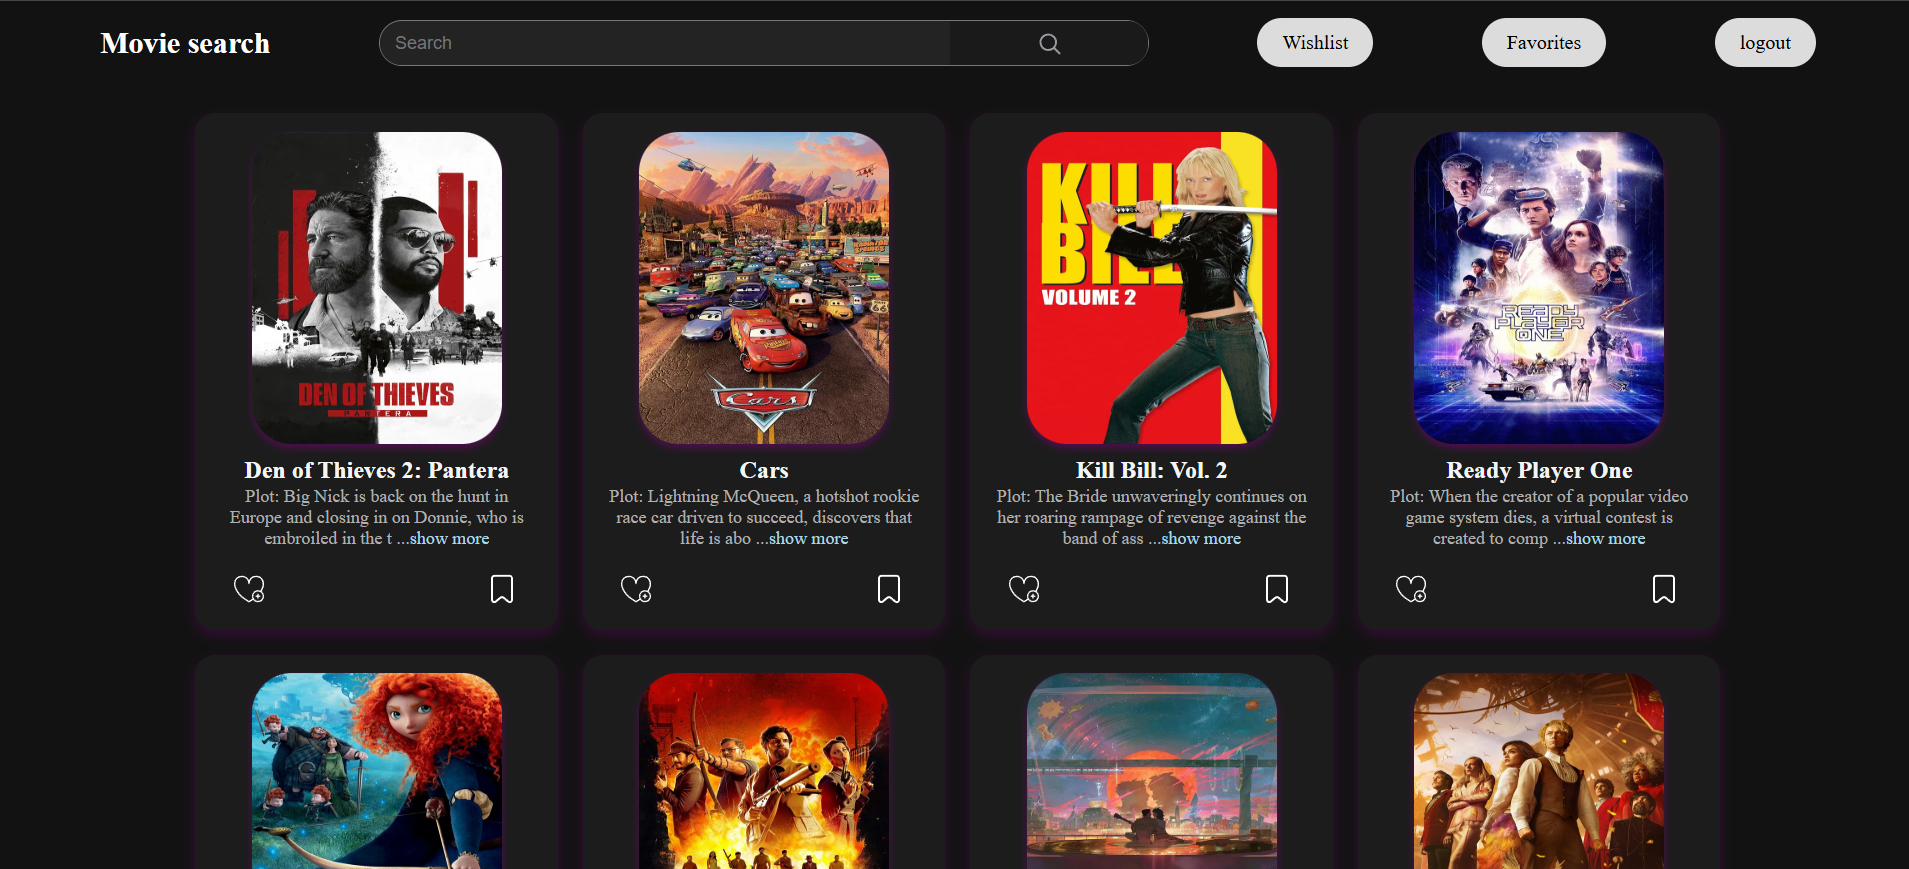 Movie search
Search
Wishlist
Favorites
logout
DEN OF THIEVES
PANTERA
Cars
KILL
BILL
VOLUME 2
READY
PLAYER
ONE
Den of Thieves 2: Pantera
Plot: Big Nick is back on the hunt in
Europe and closing in on Donnie, who is
embroiled in the t ...show more
Cars
Plot: Lightning McQueen, a hotshot rookie
race car driven to succeed, discovers that
life is abo ...show more
Kill Bill: Vol. 2
Plot: The Bride unwaveringly continues on
her roaring rampage of revenge against the
band of ass ...show more
Ready Player One
Plot: When the creator of a popular video
game system dies, a virtual contest is
created to comp ...show more